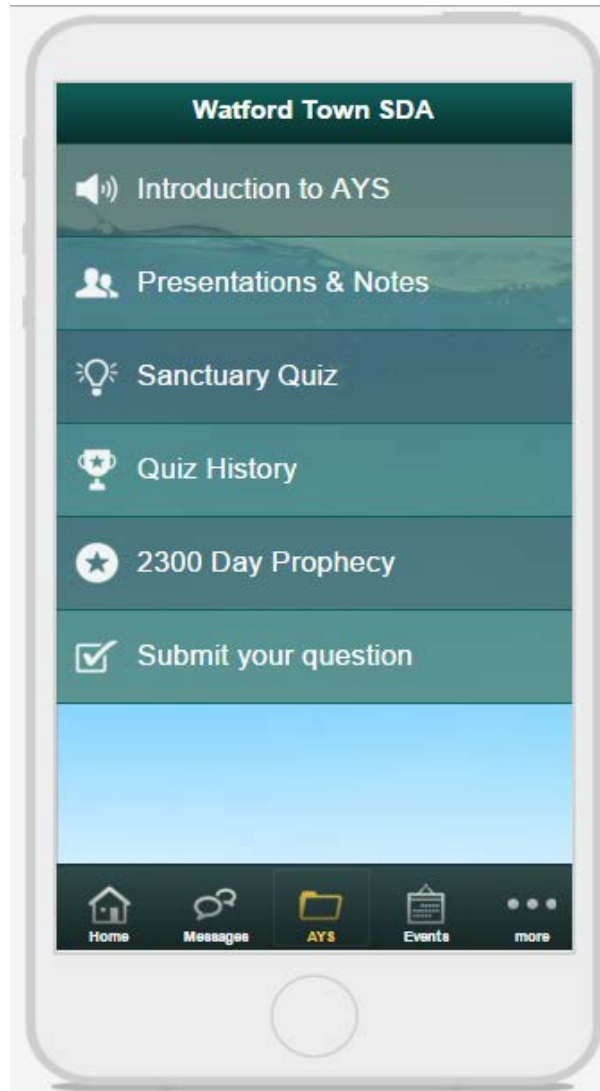 Watford Town SDA
Introduction to AYS
Presentations & Notes
Sanctuary Quiz
Quiz History
2300 Day Prophecy
Submit your question
Home Messages AYS Events more